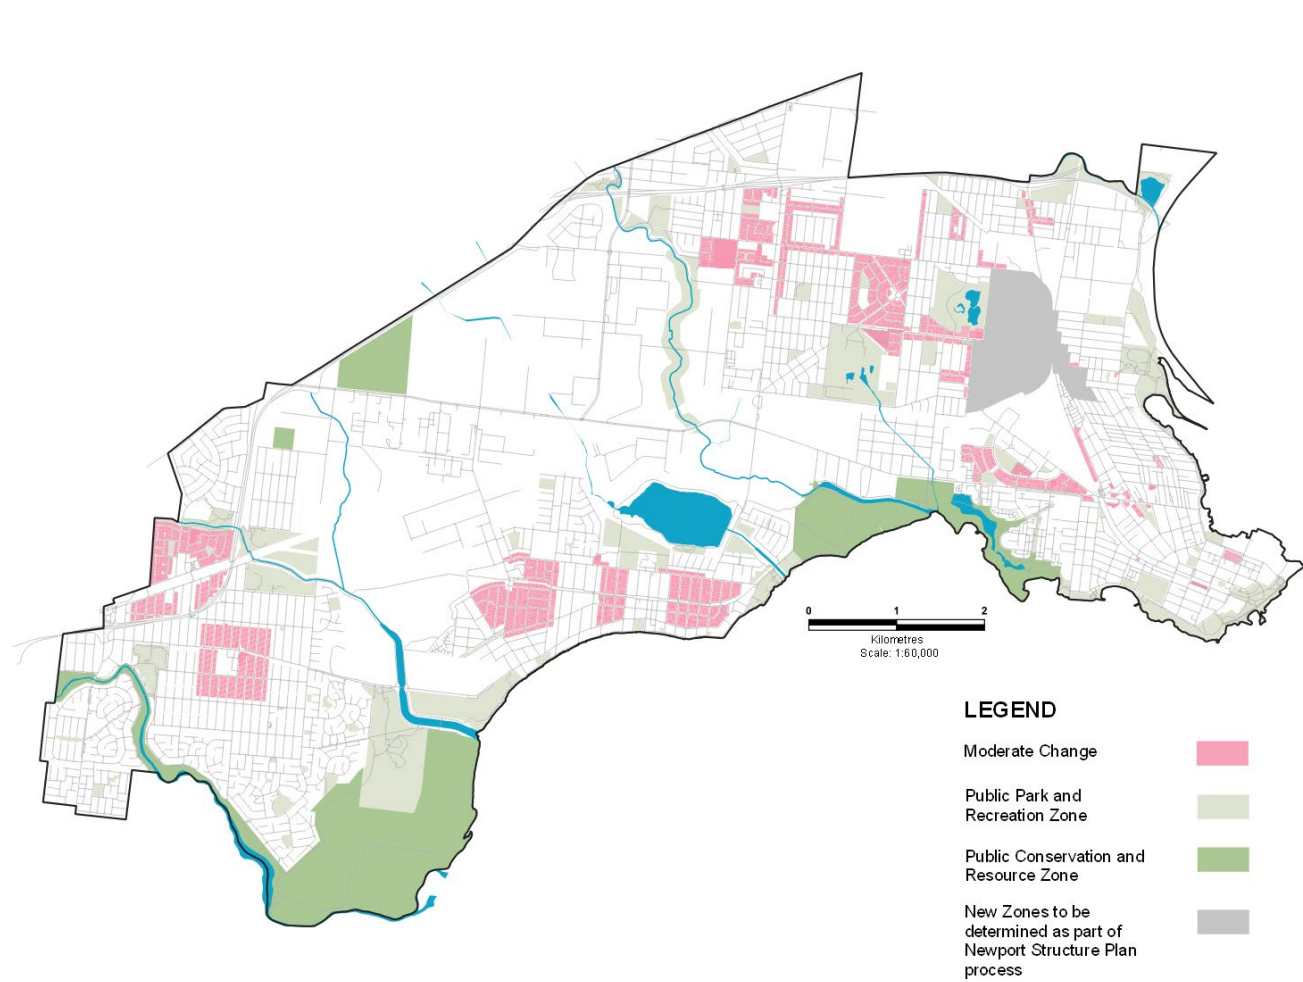 0 1 2
Kilometres
Scale: 1:60,000
LEGEND
Moderate Change
Public Park and
Recreation Zone
Public Conservation and
Resource Zone
New Zones to be
determined as part of
Newport Structure Plan
process